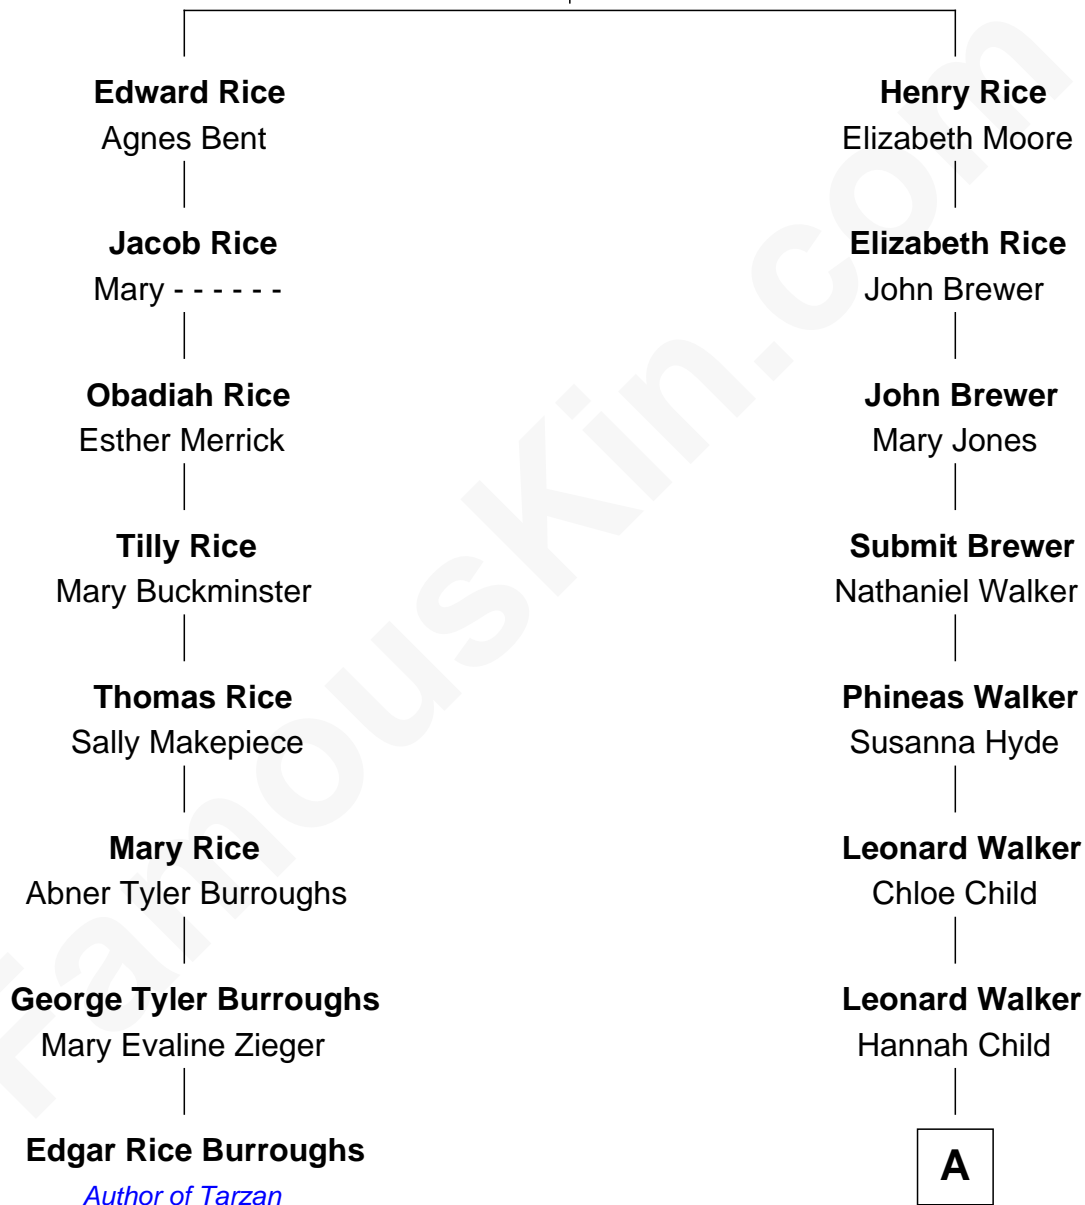 Edward Rice
Agnes Bent
Jacob Rice
Mary - - - - - -
Obadiah Rice
Esther Merrick
Tilly Rice
Mary Buckminster
Thomas Rice
Sally Makepiece
Mary Rice
Abner Tyler Burroughs
George Tyler Burroughs
Mary Evaline Zieger
Edgar Rice Burroughs
Author of Tarzan
Henry Rice
Elizabeth Moore
Elizabeth Rice
John Brewer
John Brewer
Mary Jones
Submit Brewer
Nathaniel Walker
Phineas Walker
Susanna Hyde
Leonard Walker
Chloe Child
Leonard Walker
Hannah Child
A
FamousKin.com